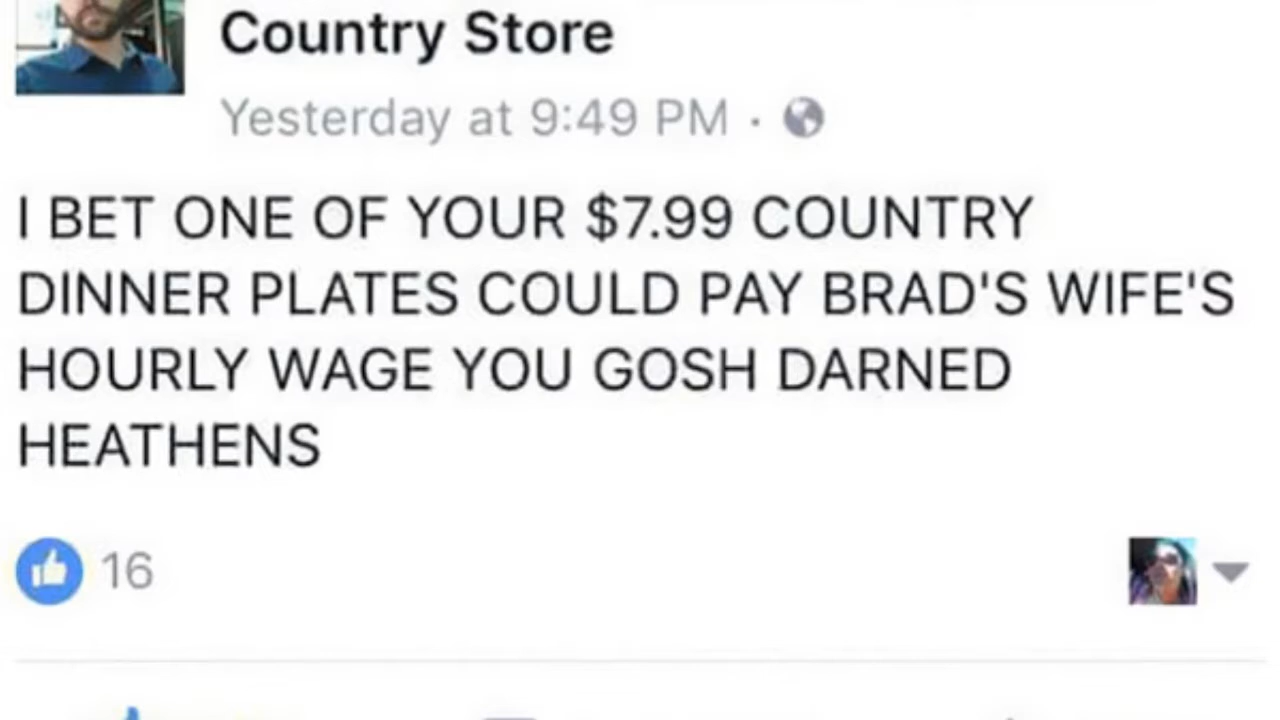 Country Store
Yesterday at 9:49 PM ·
I BET ONE OF YOUR $7.99 COUNTRY
DINNER PLATES COULD PAY BRAD'S WIFE'S
HOURLY WAGE YOU GOSH DARNED
HEATHENS
16